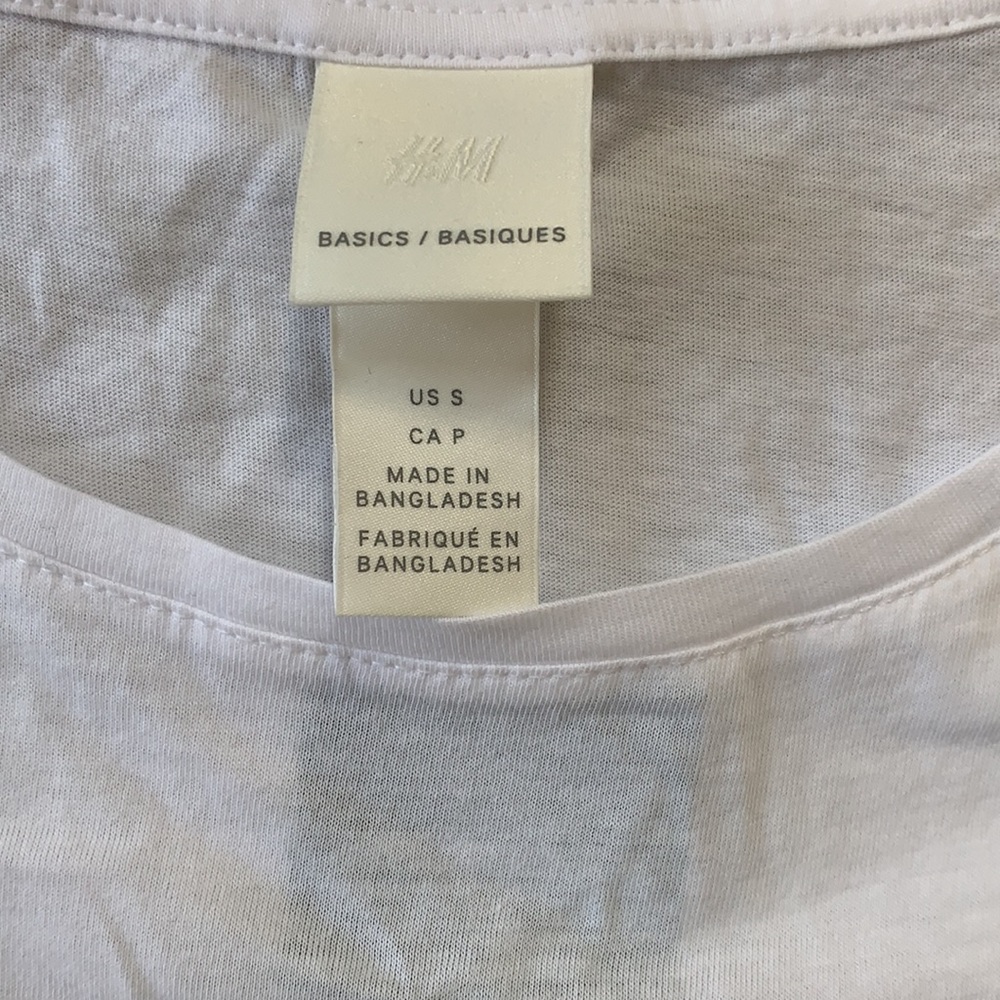 H&M
BASICS / BASIQUES
US S
CA P
MADE IN
BANGLADESH
FABRIQUÉ EN
BANGLADESH